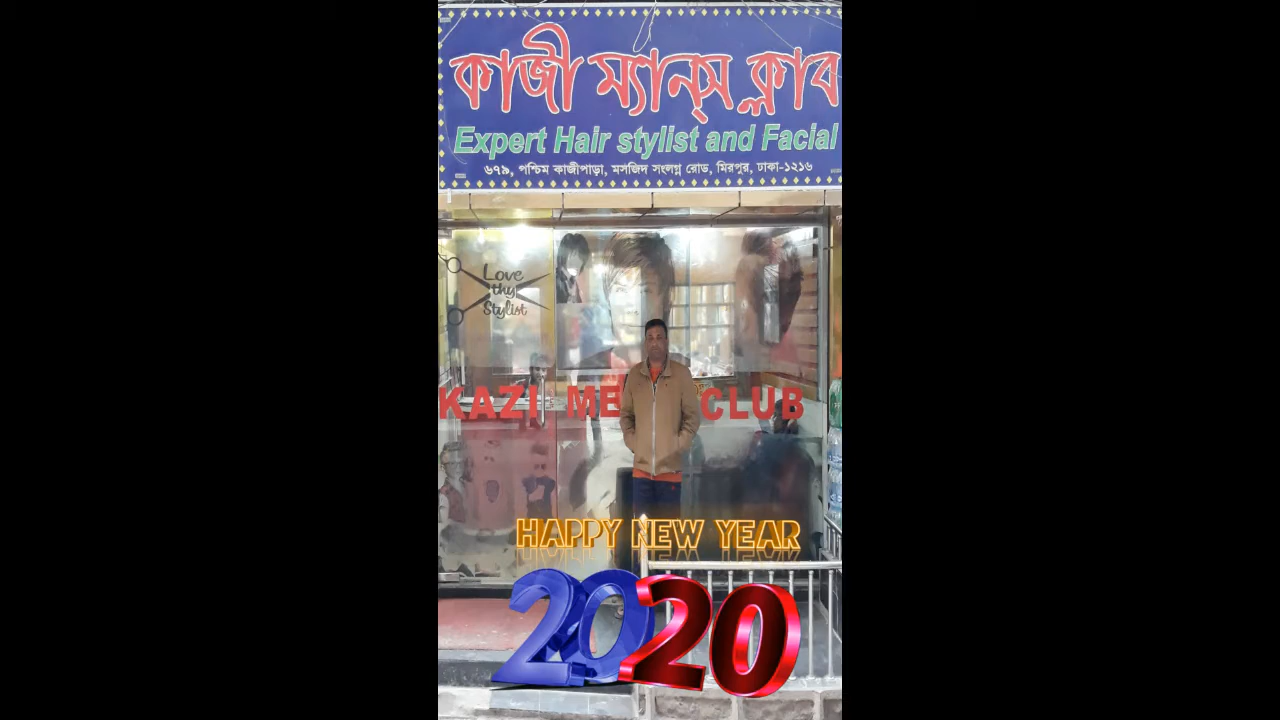 কাজী ম্যানস্ ক্লাব
Expert Hair stylist and Facial
৬৭৯, পশ্চিম কাজীপাড়া, মসজিদ সংলগ্ন রোড, মিরপুর, ঢাকা-১২১৬
Love
thy
Stylist
KAZI ME CLUB
HAPPY NEW YEAR
2020